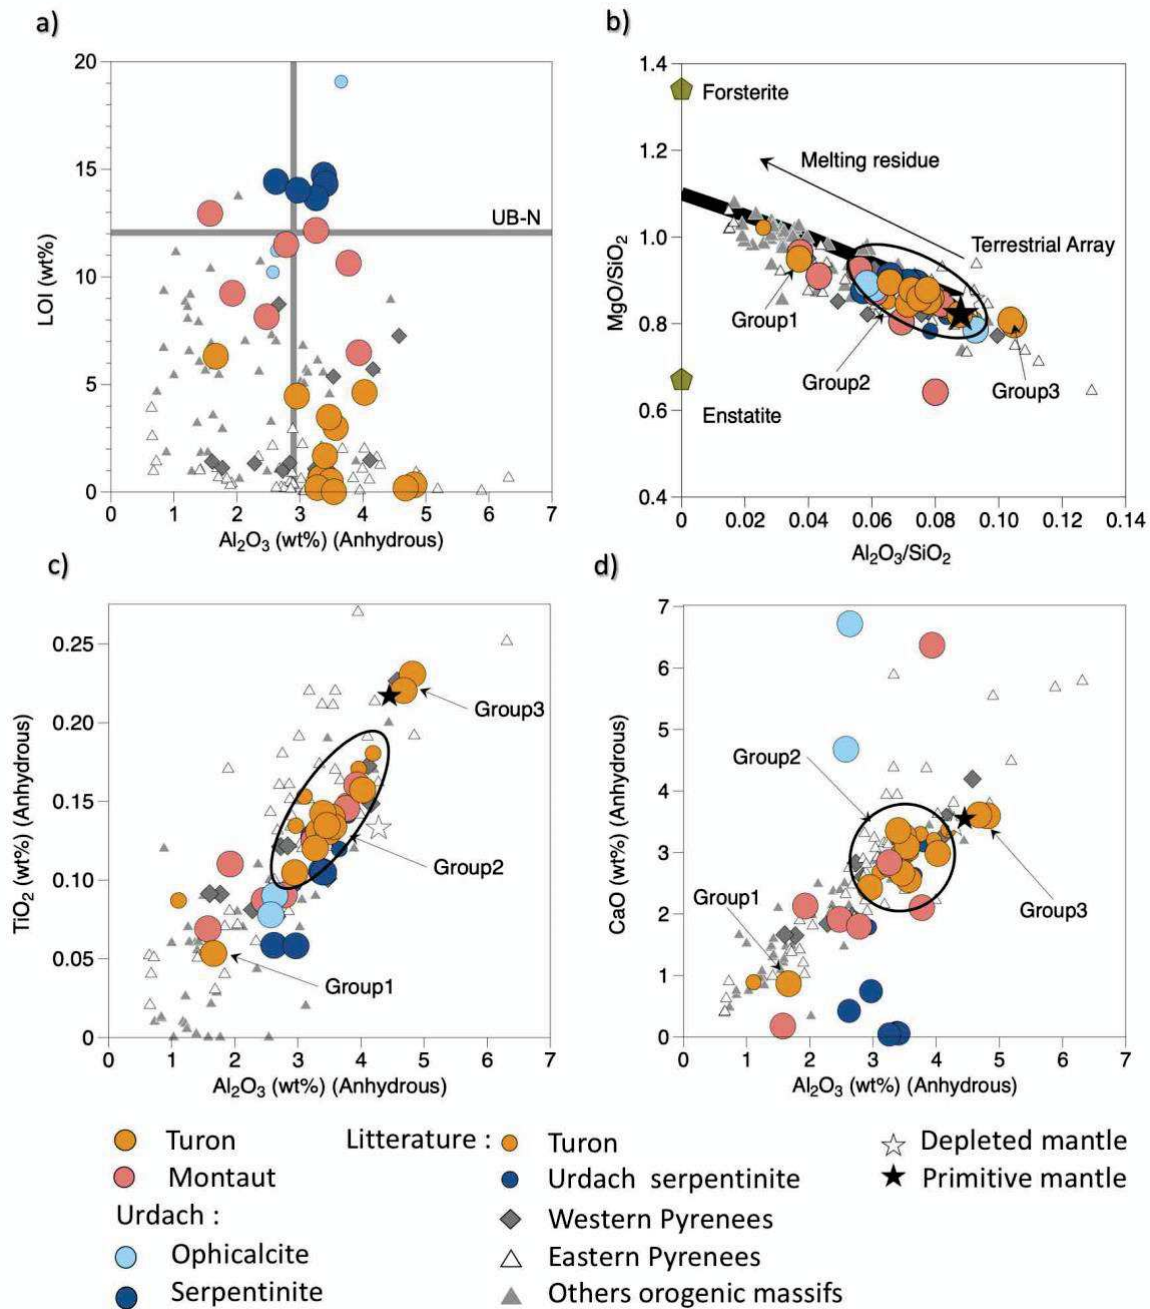 a)
20
15
10
5
0
LOI (wt%)
UB-N
0 1 2 3 4 5 6 7
Al₂O₃ (wt%) (Anhydrous)
b)
1.4
1.2
1.0
0.8
0.6
0.4
MgO/SiO₂
Forsterite
Melting residue
Terrestrial Array
Group1
Group2
Group3
Enstatite
0 0.02 0.04 0.06 0.08 0.10 0.12 0.14
Al₂O₃/SiO₂
c)
0.25
0.20
0.15
0.10
0.05
0
TiO₂ (wt%) (Anhydrous)
Group3
Group2
Group1
0 1 2 3 4 5 6 7
Al₂O₃ (wt%) (Anhydrous)
d)
7
6
5
4
3
2
1
0
CaO (wt%) (Anhydrous)
Group2
Group1
Group3
0 1 2 3 4 5 6 7
Al₂O₃ (wt%) (Anhydrous)
Turon
Montaut
Urdach :
Ophicalcite
Serpentinite
Litterature :
Turon
Urdach serpentinite
Western Pyrenees
Eastern Pyrenees
Others orogenic massifs
Depleted mantle
Primitive mantle